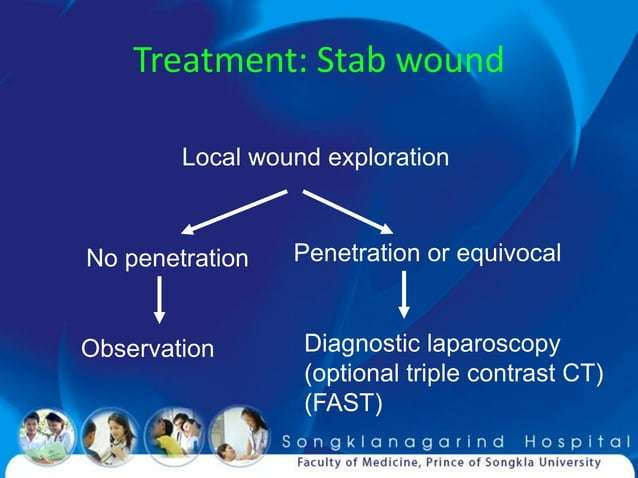 Treatment: Stab wound
Local wound exploration
No penetration
Penetration or equivocal
Observation
Diagnostic laparoscopy
(optional triple contrast CT)
(FAST)
Songklanagarind Hospital
Faculty of Medicine, Prince of Songkla University